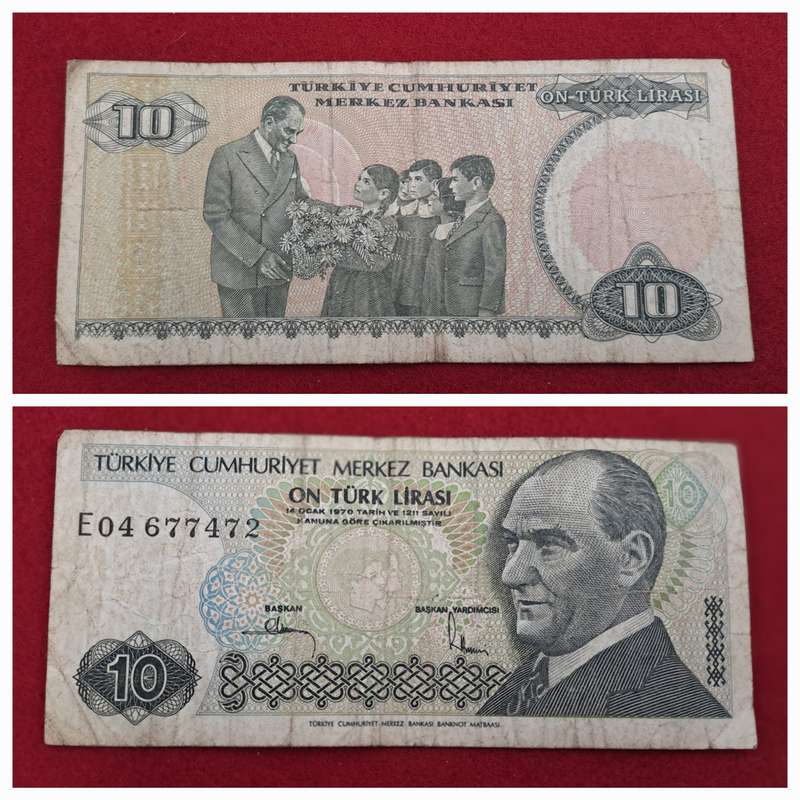 10
TÜRKİYE CUMHURİYET
MERKEZ BANKASI
ON-TÜRK LİRASI
10
TÜRKİYE CUMHURİYET MERKEZ BANKASI
ON TÜRK LİRASI
14 OCAK 1970 TARİH VE 1211 SAYILI
KANUNA GÖRE ÇIKARILMIŞTIR
10
E04 677472
BAŞKAN
BAŞKAN YARDIMCISI
10
TÜRKİYE CUMHURİYET MERKEZ BANKASI BANKNOT MATBAASI